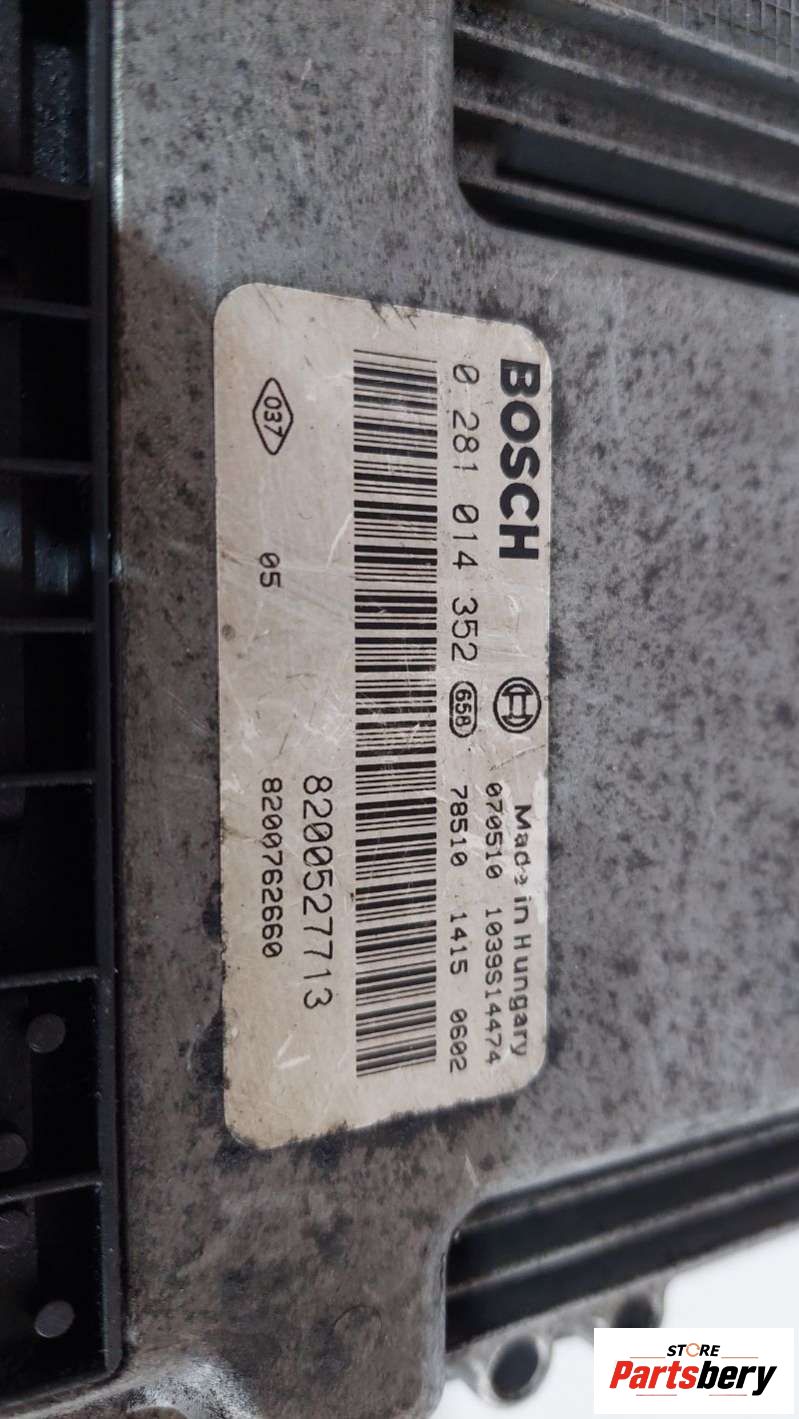 BOSCH
Made in Hungary
070510 1039S14474
0 281 014 352 658 78510 1415 0602
8200527713
037 05 8200762660
STORE
Partsbery